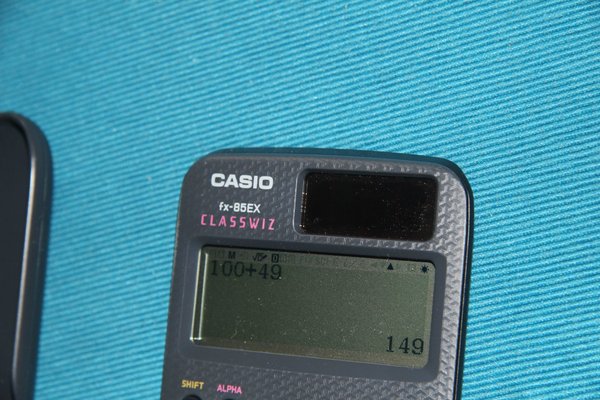 CASIO
fx-85EX
CLASSWIZ
M D
100+49
149
SHIFT ALPHA